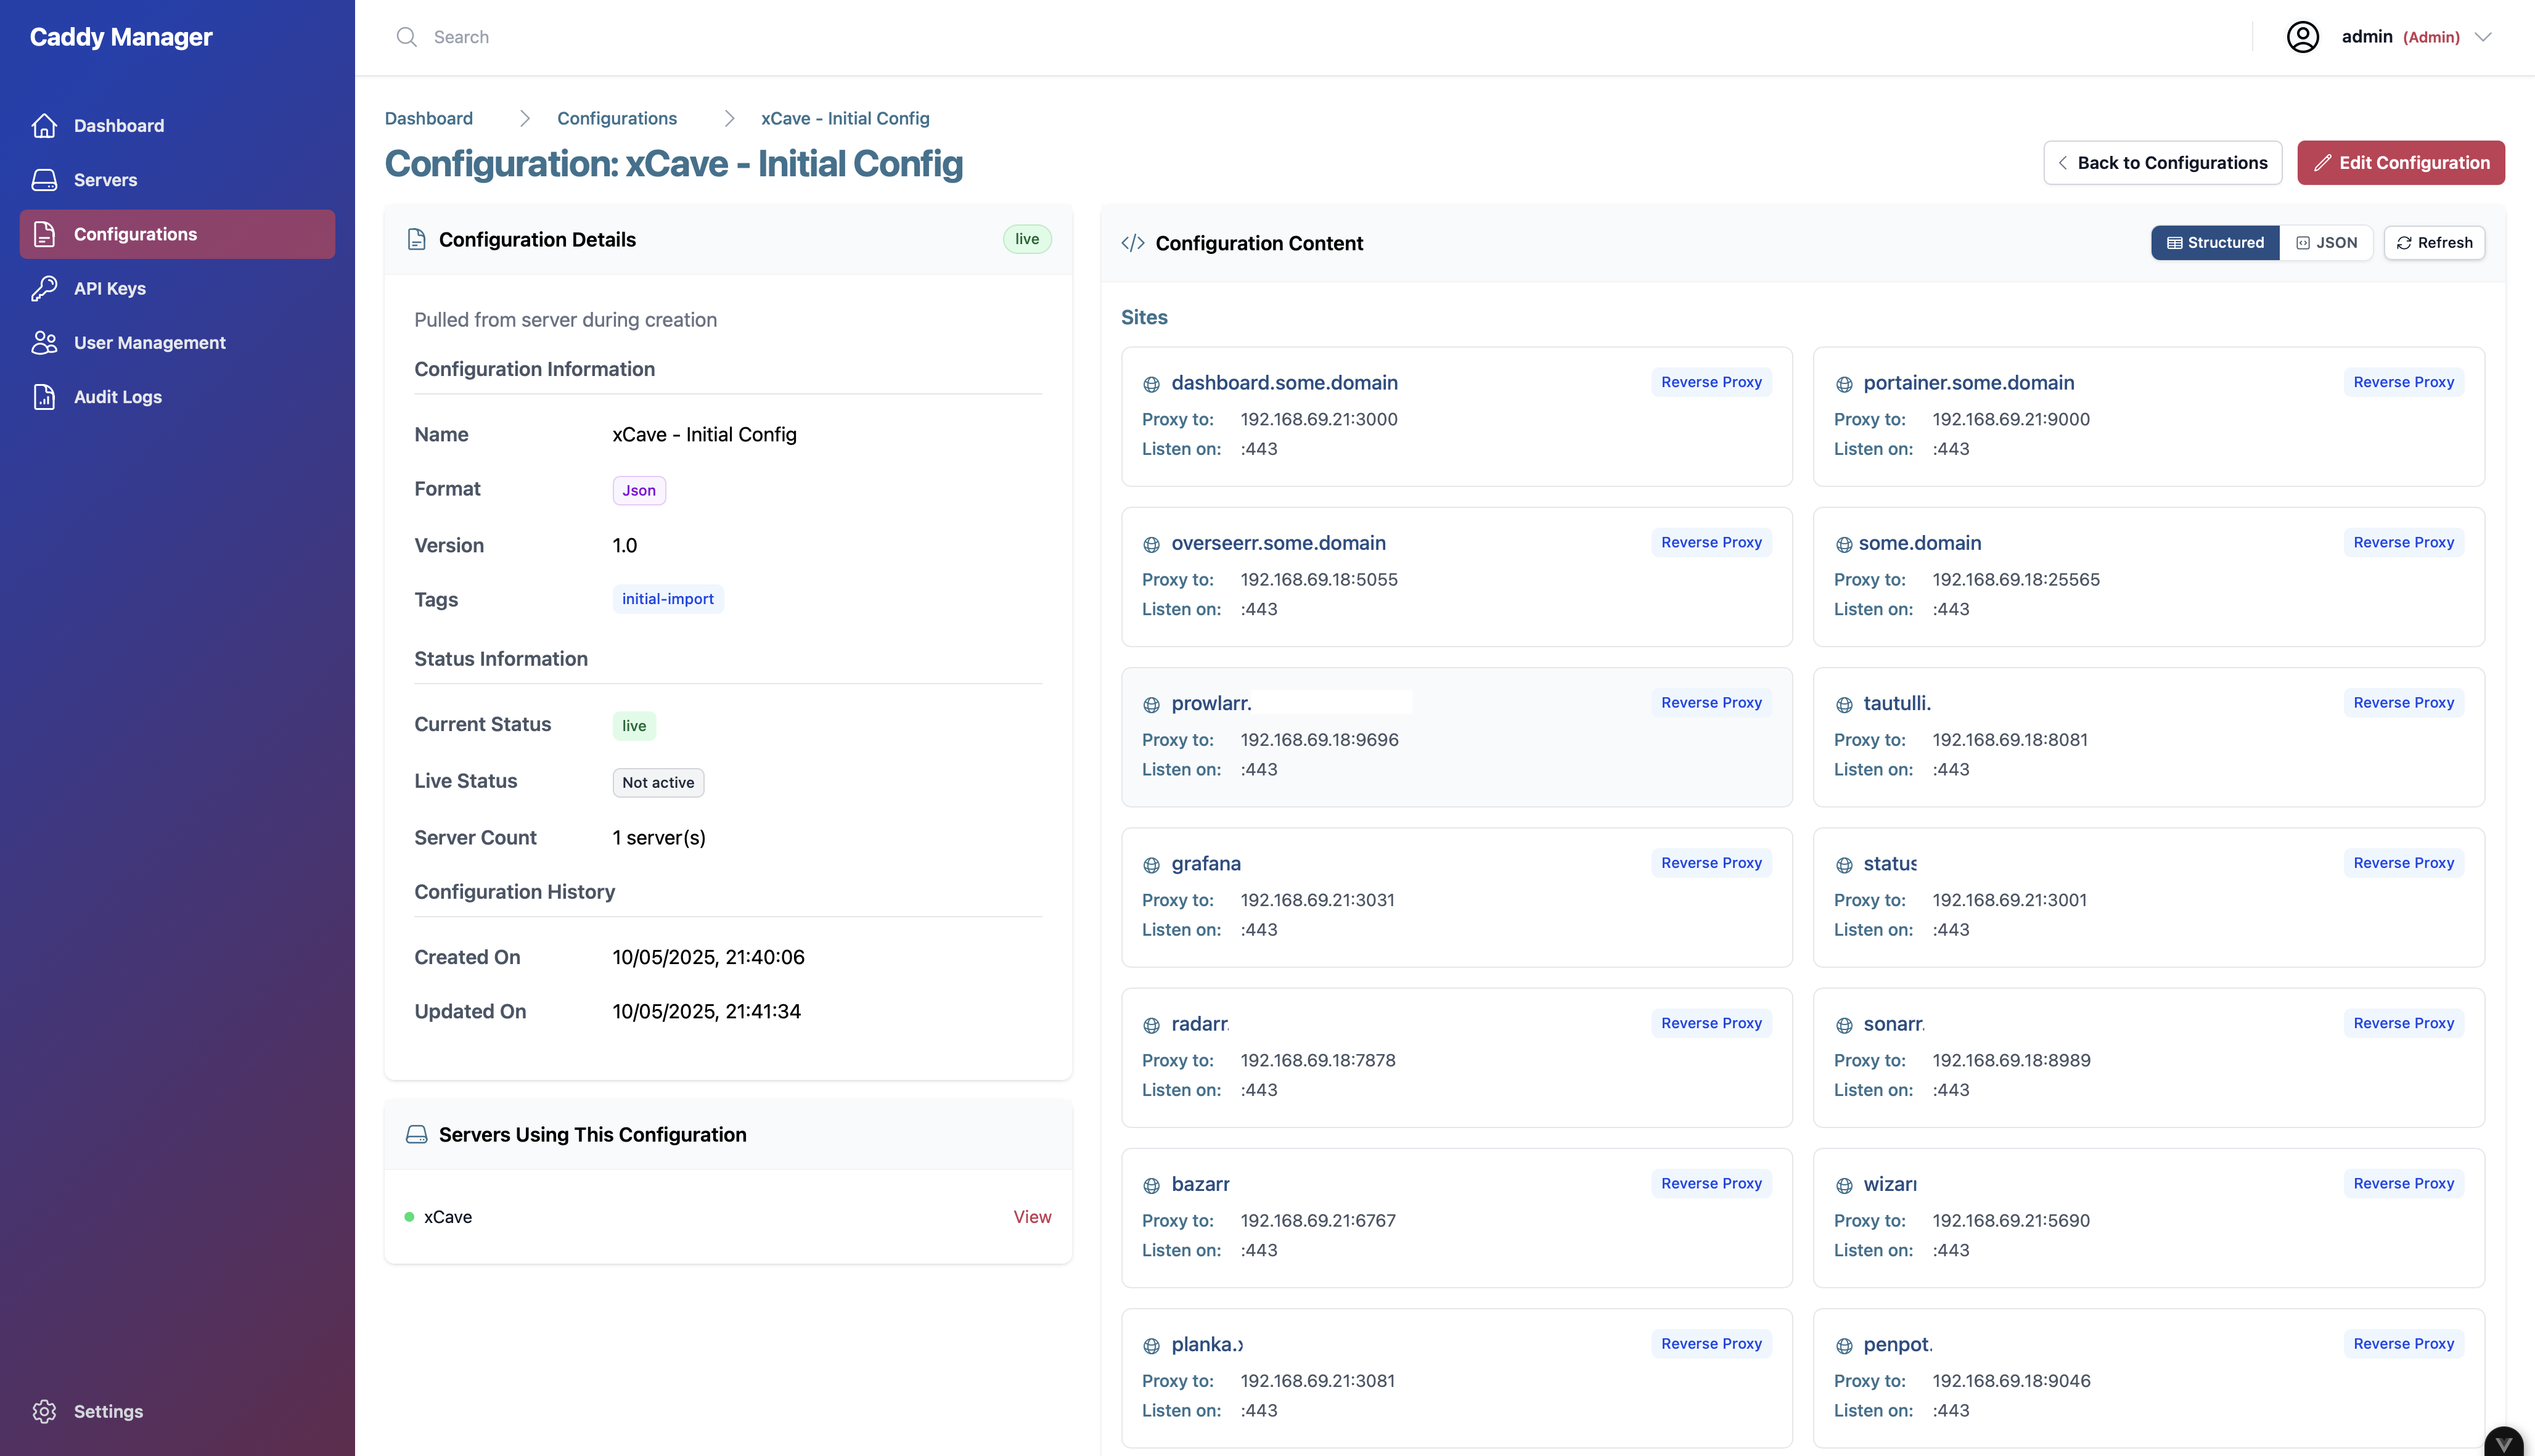 Caddy Manager
Search
admin (Admin)
Dashboard
Servers
Configurations
API Keys
User Management
Audit Logs
Settings
Dashboard
Configurations
xCave - Initial Config
Configuration: xCave - Initial Config
Back to Configurations
Edit Configuration
Configuration Details
live
Pulled from server during creation
Configuration Information
Name xCave - Initial Config
Format Json
Version 1.0
Tags initial-import
Status Information
Current Status live
Live Status Not active
Server Count 1 server(s)
Configuration History
Created On 10/05/2025, 21:40:06
Updated On 10/05/2025, 21:41:34
Servers Using This Configuration
xCave View
Configuration Content
Structured
JSON
Refresh
Sites
dashboard.some.domain Reverse Proxy
Proxy to: 192.168.69.21:3000
Listen on: :443
portainer.some.domain Reverse Proxy
Proxy to: 192.168.69.21:9000
Listen on: :443
overseerr.some.domain Reverse Proxy
Proxy to: 192.168.69.18:5055
Listen on: :443
some.domain Reverse Proxy
Proxy to: 192.168.69.18:25565
Listen on: :443
prowlarr. Reverse Proxy
Proxy to: 192.168.69.18:9696
Listen on: :443
tautulli. Reverse Proxy
Proxy to: 192.168.69.18:8081
Listen on: :443
grafana Reverse Proxy
Proxy to: 192.168.69.21:3031
Listen on: :443
status Reverse Proxy
Proxy to: 192.168.69.21:3001
Listen on: :443
radarr. Reverse Proxy
Proxy to: 192.168.69.18:7878
Listen on: :443
sonarr. Reverse Proxy
Proxy to: 192.168.69.18:8989
Listen on: :443
bazarr Reverse Proxy
Proxy to: 192.168.69.21:6767
Listen on: :443
wizarr Reverse Proxy
Proxy to: 192.168.69.21:5690
Listen on: :443
planka. Reverse Proxy
Proxy to: 192.168.69.21:3081
Listen on: :443
penpot. Reverse Proxy
Proxy to: 192.168.69.18:9046
Listen on: :443